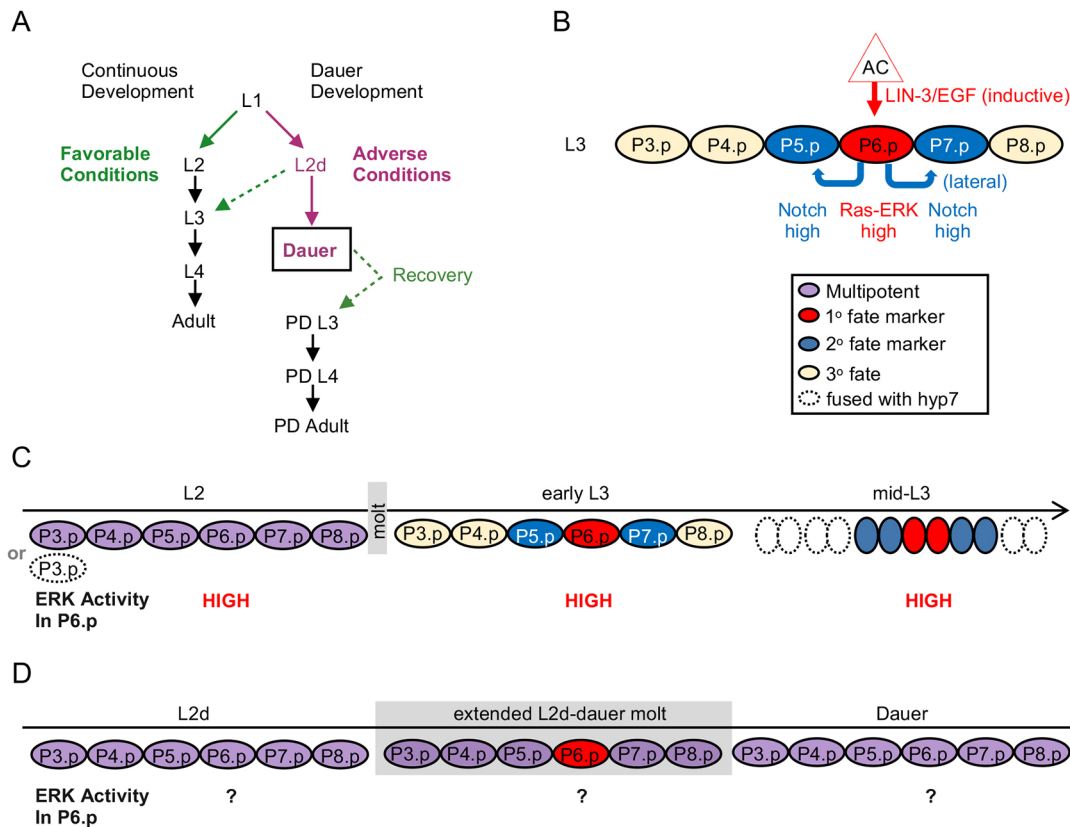 A
Continuous
Development
Dauer
Development
L1
Favorable
Conditions
L2
L2d
Adverse
Conditions
L3
Dauer
L4
Recovery
Adult
PD L3
PD L4
PD Adult
B
AC
LIN-3/EGF (inductive)
L3
P3.p P4.p P5.p P6.p P7.p P8.p
(lateral)
Notch
high
Ras-ERK
high
Notch
high
Multipotent
1º fate marker
2º fate marker
3º fate
fused with hyp7
C
L2
molt
early L3
mid-L3
P3.p P4.p P5.p P6.p P7.p P8.p
P3.p P4.p P5.p P6.p P7.p P8.p
or
P3.p
ERK Activity
In P6.p
HIGH
HIGH
HIGH
D
L2d
extended L2d-dauer molt
Dauer
P3.p P4.p P5.p P6.p P7.p P8.p
P3.p P4.p P5.p P6.p P7.p P8.p
P3.p P4.p P5.p P6.p P7.p P8.p
ERK Activity
In P6.p
?
?
?